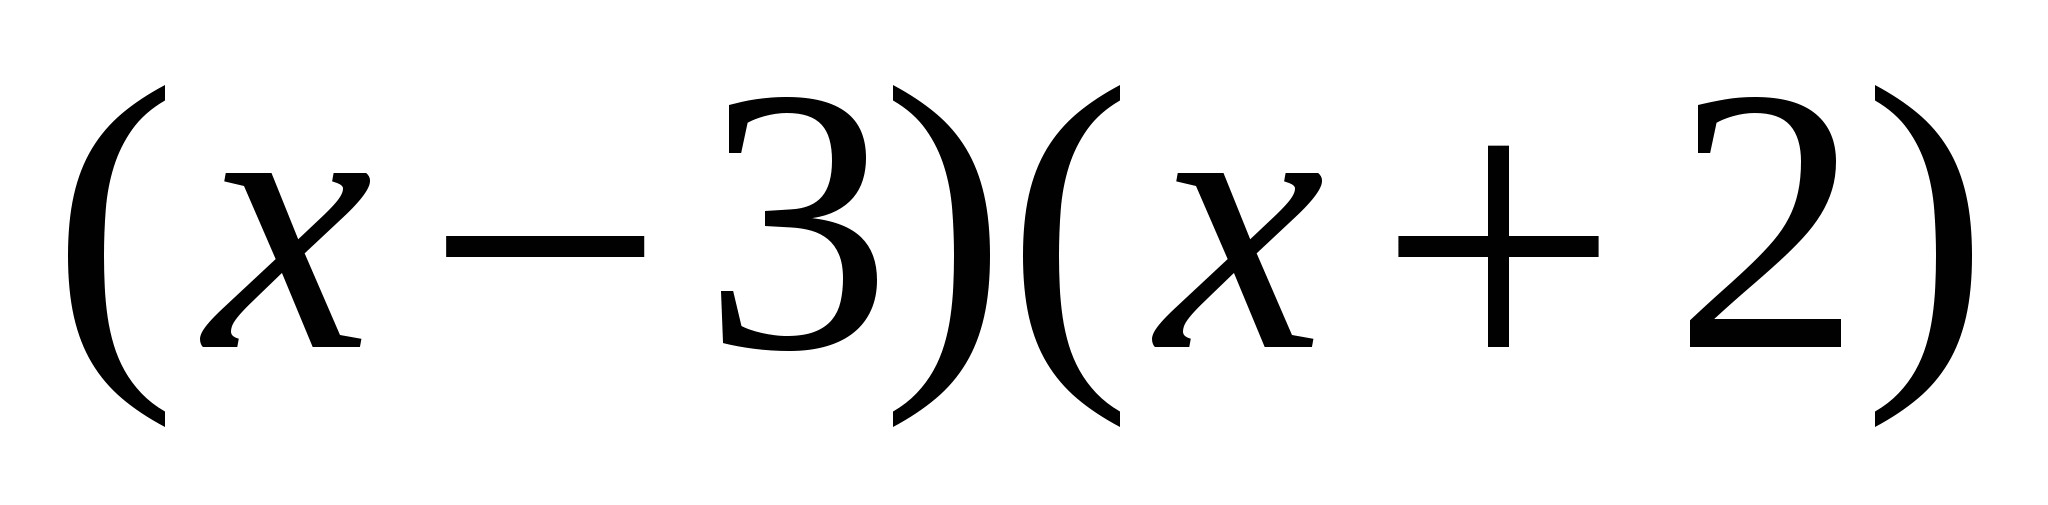 (x − 3)(x + 2)